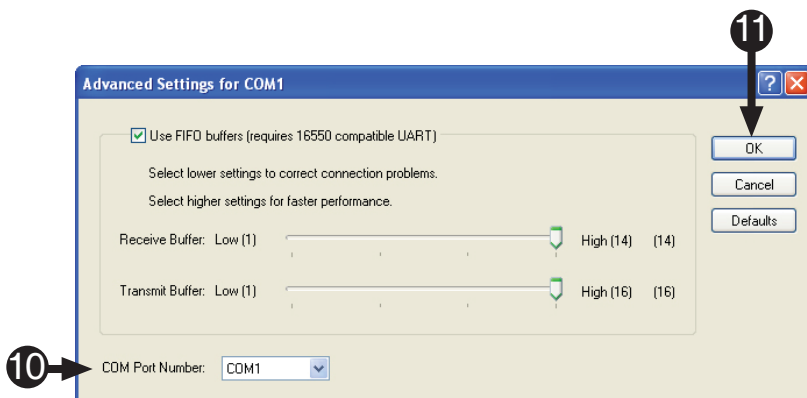 11
Advanced Settings for COM1
Use FIFO buffers (requires 16550 compatible UART)
OK
Select lower settings to correct connection problems.
Cancel
Select higher settings for faster performance.
Defaults
Receive Buffer: Low (1) High (14) (14)
Transmit Buffer: Low (1) High (16) (16)
10 COM Port Number: COM1